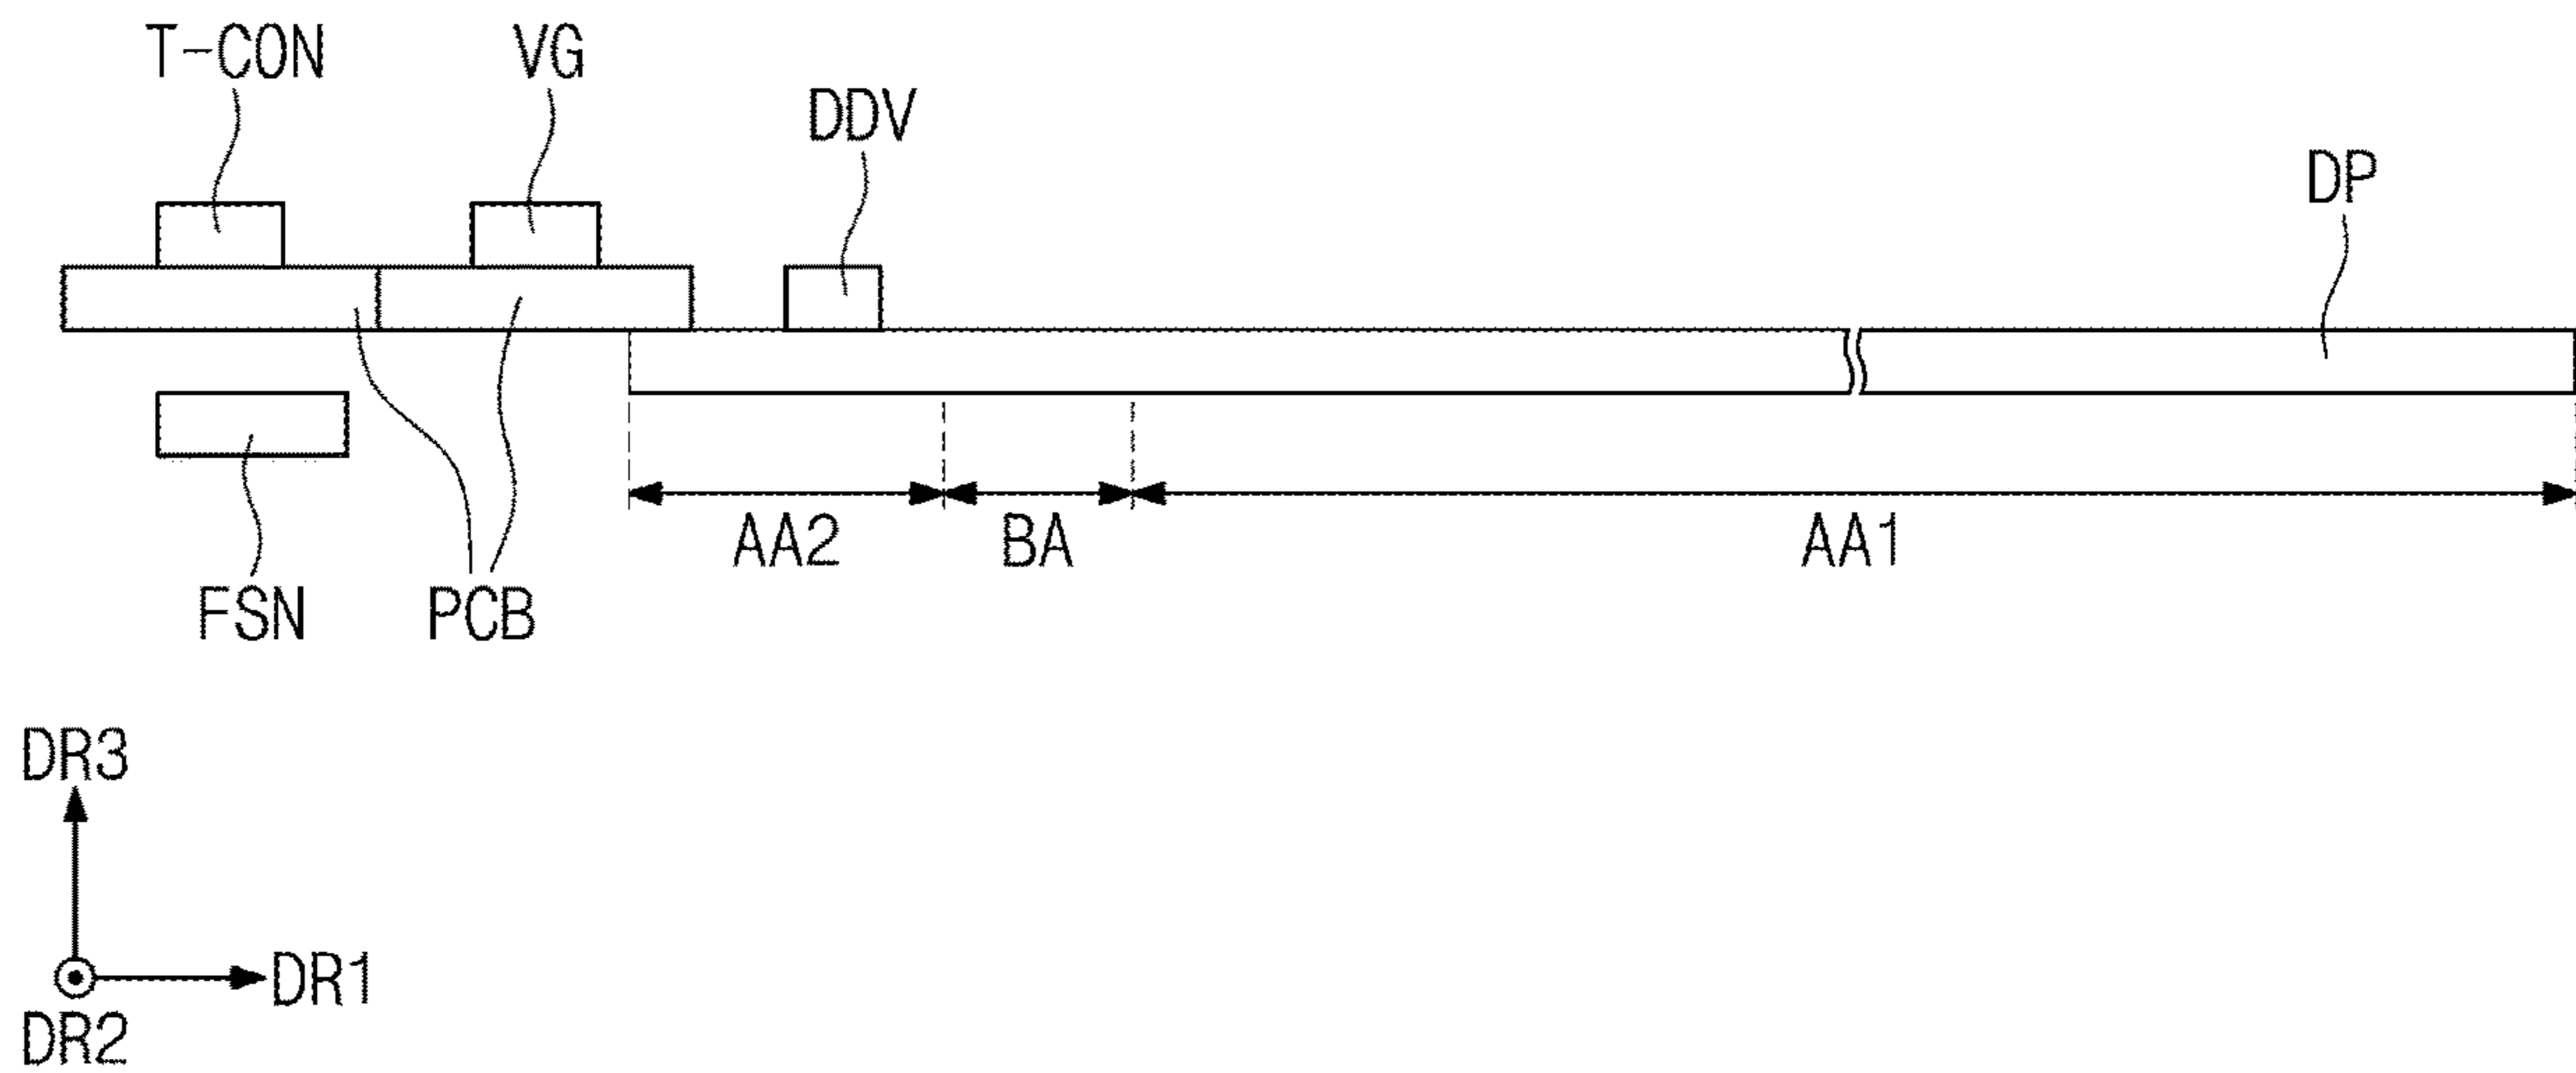 T-CON
VG
DDV
DP
AA2
BA
AA1
FSN
PCB
DR3
DR1
DR2